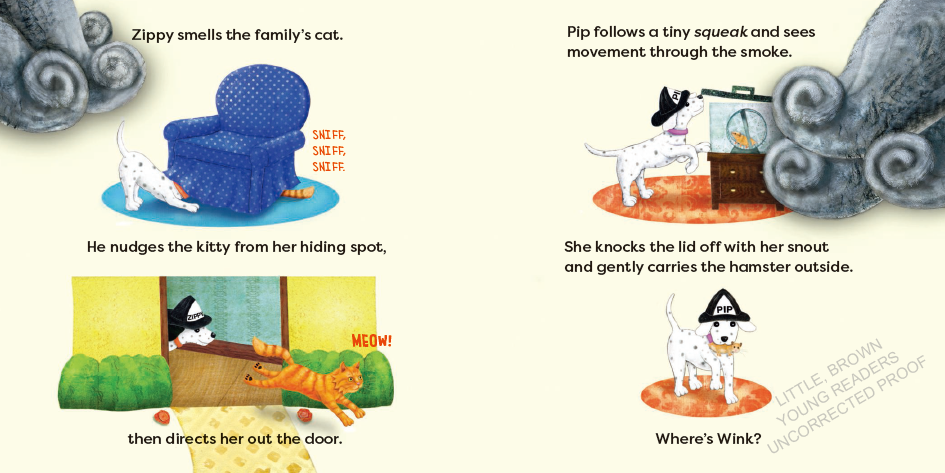 Zippy smells the family's cat.
SNIFF,
SNIFF,
SNIFF.
He nudges the kitty from her hiding spot,
ZIPPY
MEOW!
then directs her out the door.
Pip follows a tiny squeak and sees
movement through the smoke.
PIP
She knocks the lid off with her snout
and gently carries the hamster outside.
PIP
Where's Wink?
LITTLE, BROWN
YOUNG READERS
UNCORRECTED PROOF